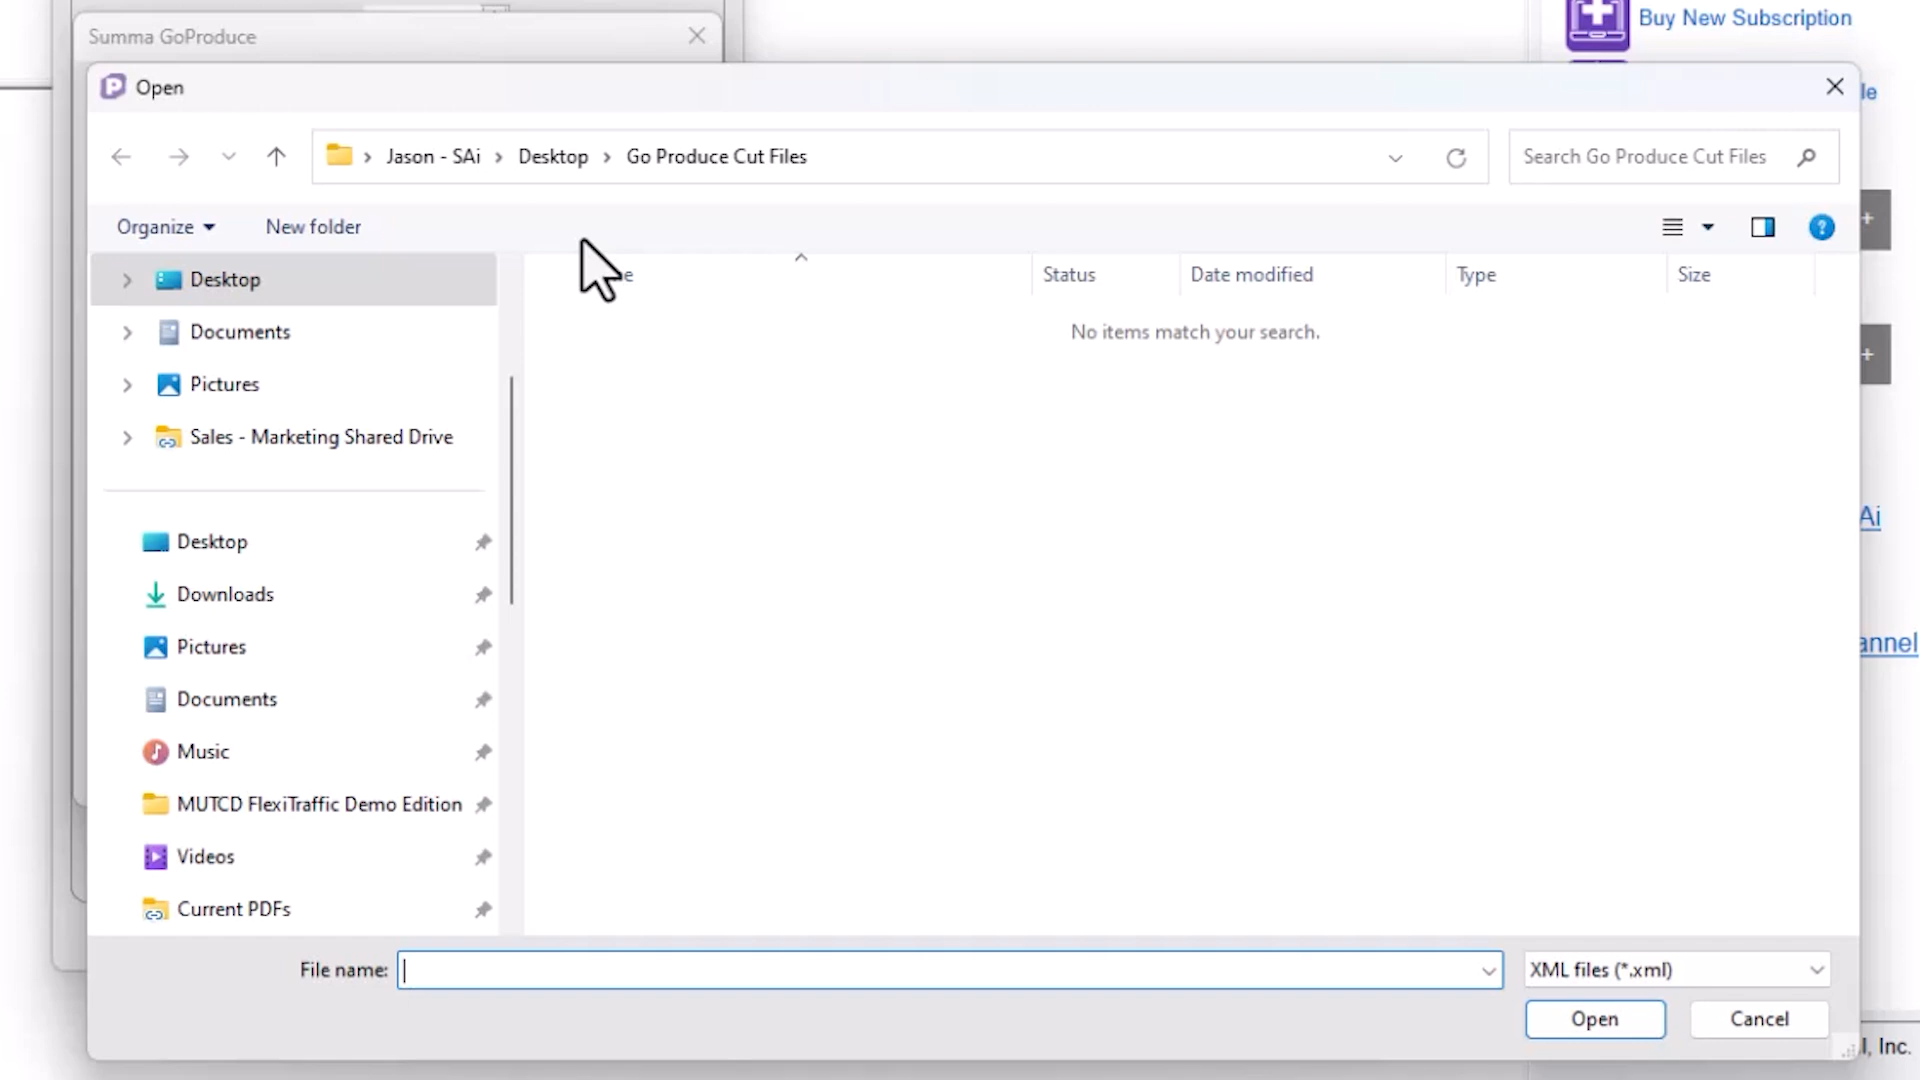 Buy New Subscription
Summa GoProduce
Open
le
Jason - SAi > Desktop > Go Produce Cut Files
Search Go Produce Cut Files
Organize
New folder
Desktop
Documents
Pictures
Sales - Marketing Shared Drive
e
Status
Date modified
Type
Size
No items match your search.
Desktop
Downloads
Pictures
Documents
Music
MUTCD FlexiTraffic Demo Edition
Videos
Current PDFs
Ai
annel
File name:
XML files (*.xml)
Open
Cancel
l, Inc.